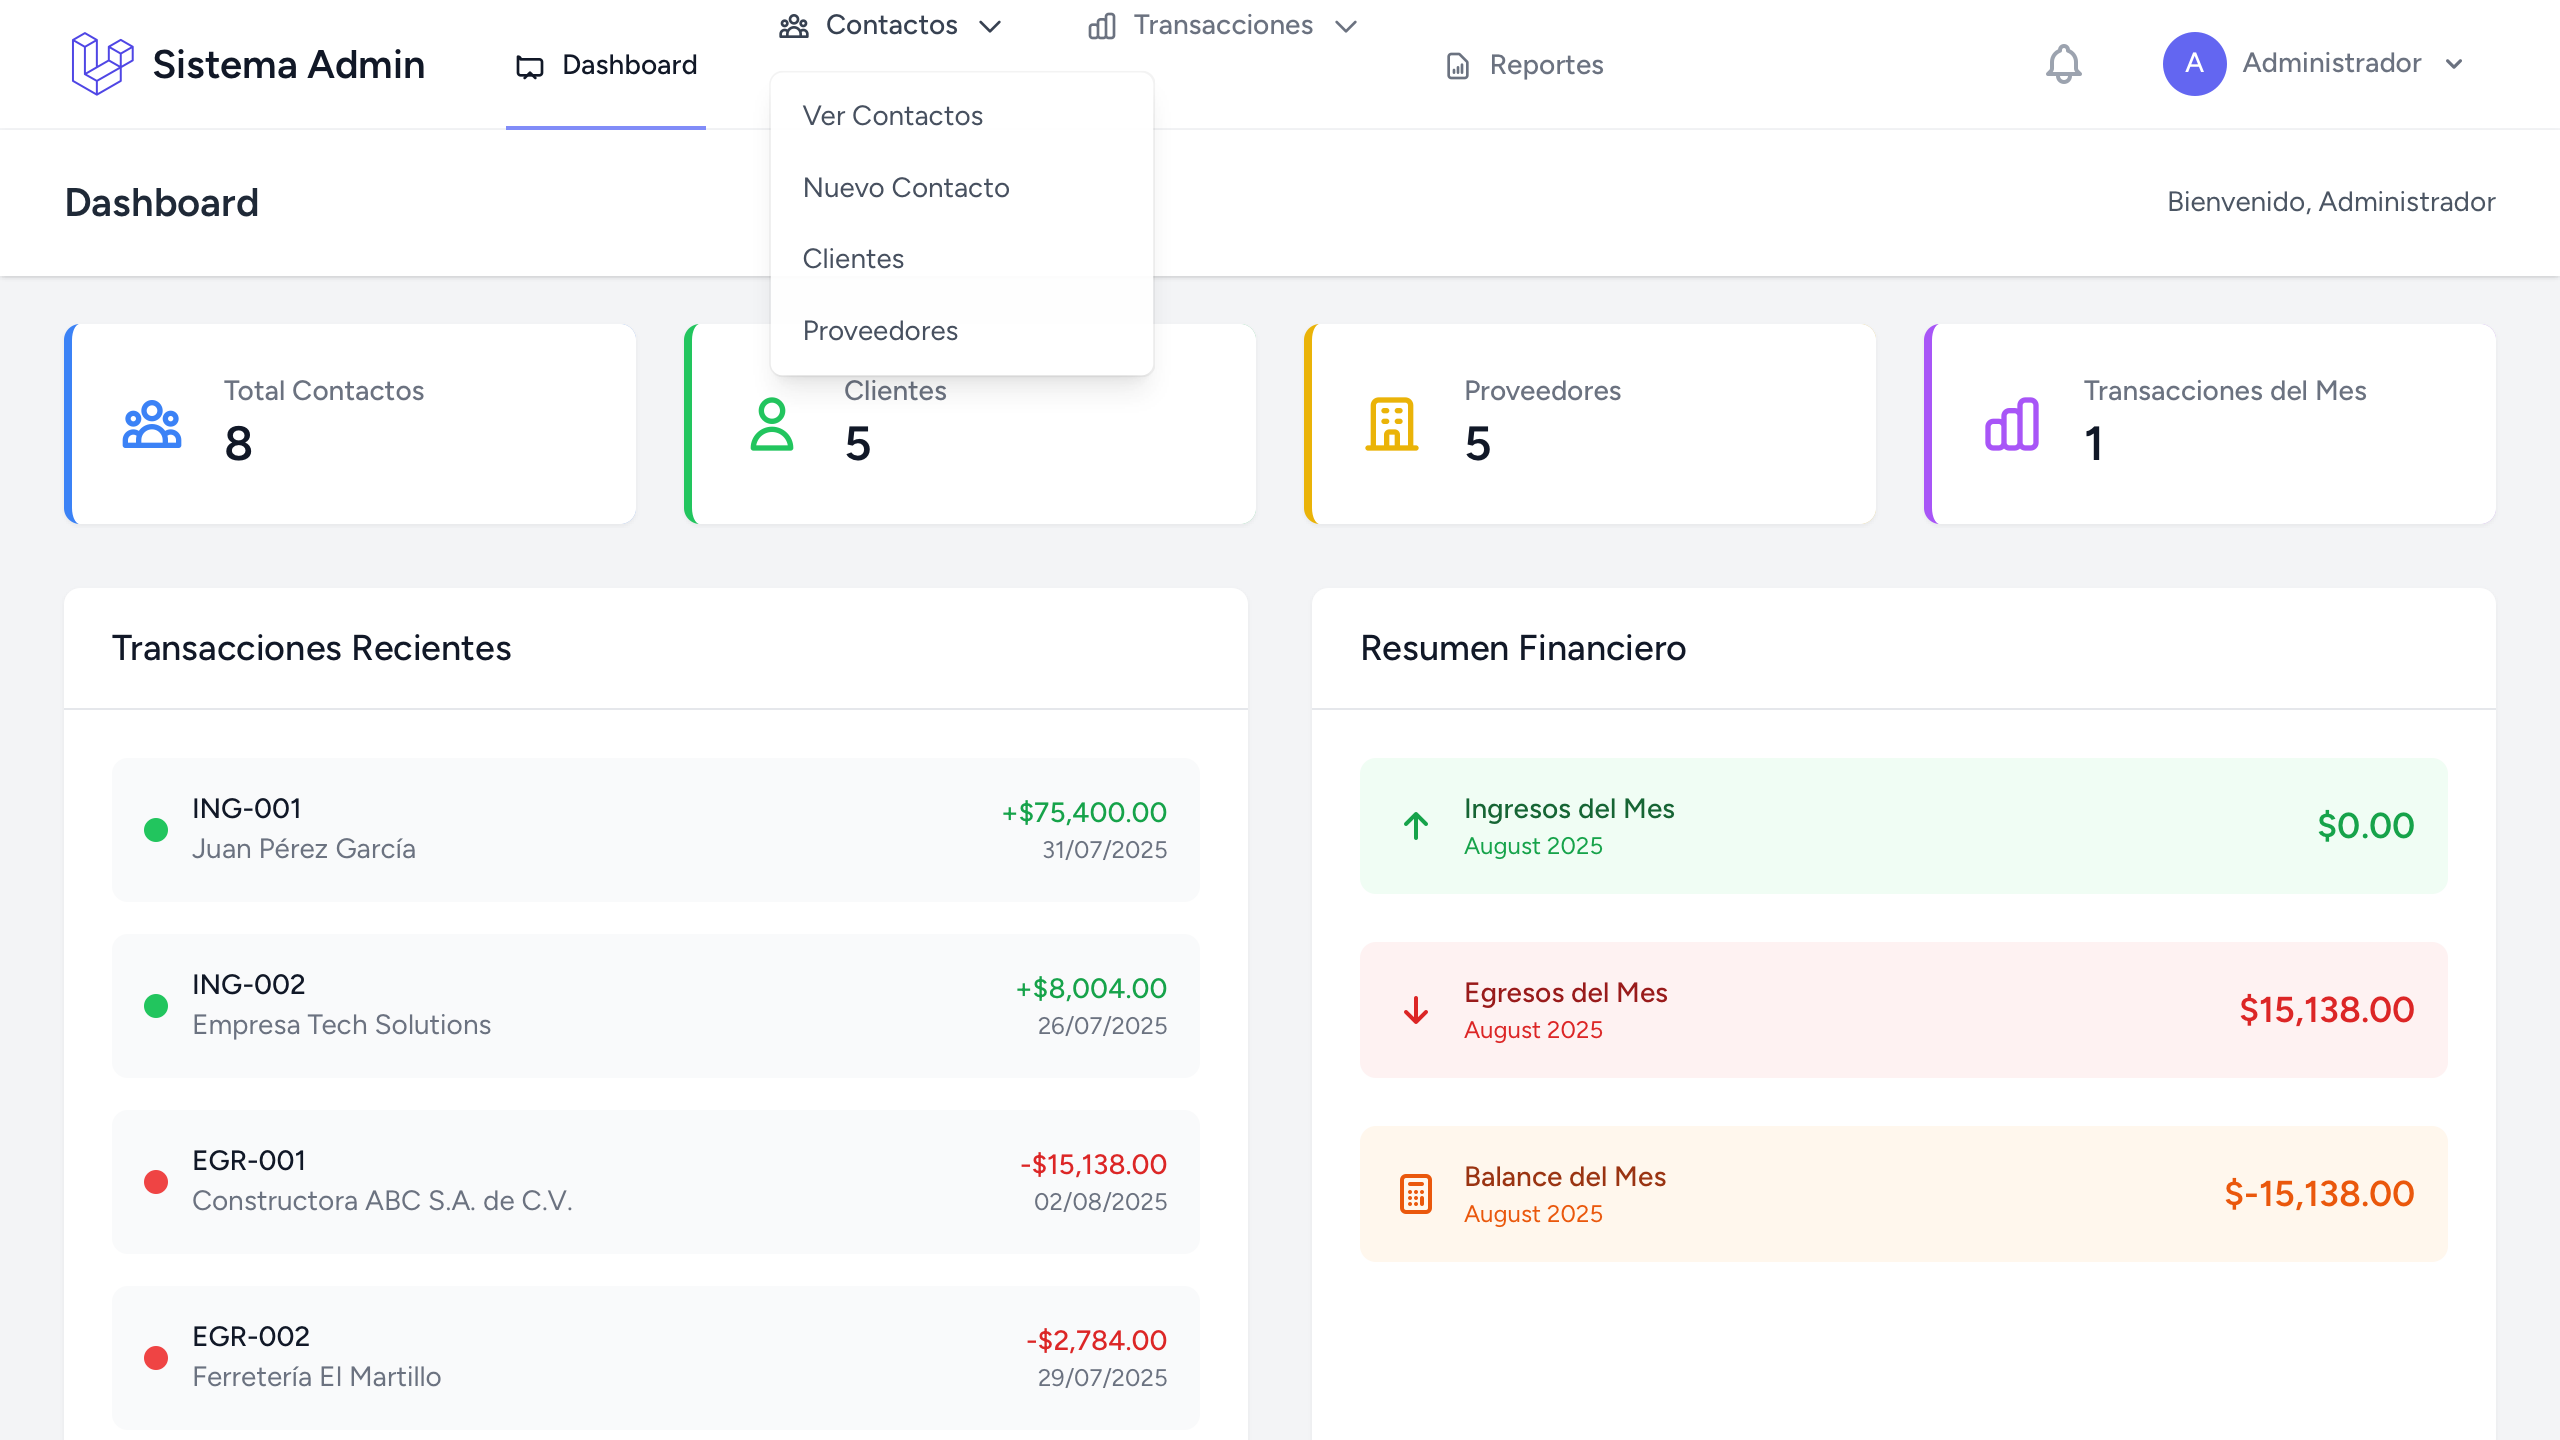 Sistema Admin
Dashboard
Contactos
Transacciones
Reportes
A
Administrador
Ver Contactos
Nuevo Contacto
Clientes
Proveedores
Dashboard
Bienvenido, Administrador
Total Contactos
8
Clientes
5
Proveedores
5
Transacciones del Mes
1
Transacciones Recientes
ING-001
Juan Pérez García
+$75,400.00
31/07/2025
ING-002
Empresa Tech Solutions
+$8,004.00
26/07/2025
EGR-001
Constructora ABC S.A. de C.V.
-$15,138.00
02/08/2025
EGR-002
Ferretería El Martillo
-$2,784.00
29/07/2025
Resumen Financiero
Ingresos del Mes
August 2025
$0.00
Egresos del Mes
August 2025
$15,138.00
Balance del Mes
August 2025
$-15,138.00